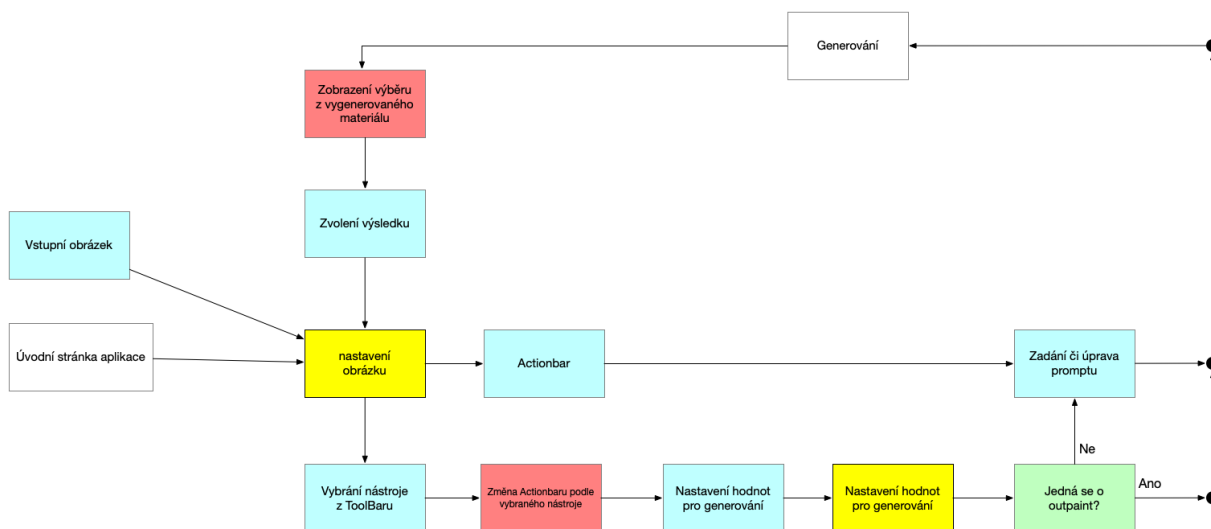 Generování
Zobrazení výběru
z vygenerovaného
materiálu
Zvolení výsledku
Vstupní obrázek
Úvodní stránka aplikace
nastavení
obrázku
Actionbar
Zadání či úprava
promptu
Ne
Vybrání nástroje
z ToolBaru
Změna Actionbaru podle
vybraného nástroje
Nastavení hodnot
pro generování
Nastavení hodnot
pro generování
Jedná se o
outpaint?
Ano